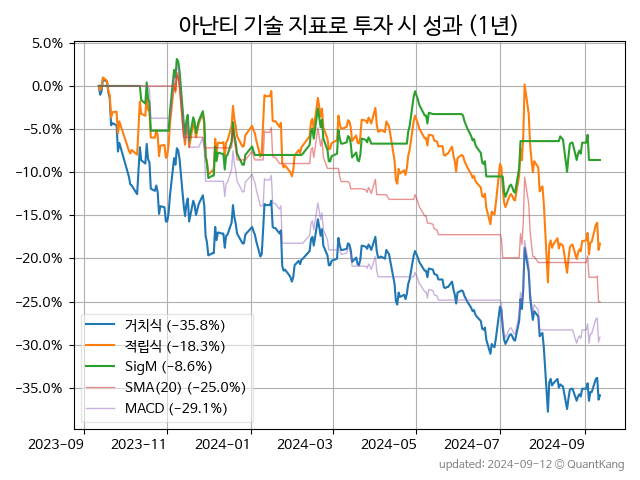 아난티 기술 지표로 투자 시 성과 (1년)
5.0%
0.0%
−5.0%
−10.0%
−15.0%
−20.0%
−25.0%
−30.0%
−35.0%
거치식 (−35.8%)
적립식 (−18.3%)
SigM (−8.6%)
SMA(20) (−25.0%)
MACD (−29.1%)
2023-09 2023-11 2024-01 2024-03 2024-05 2024-07 2024-09
updated: 2024-09-12 © QuantKang